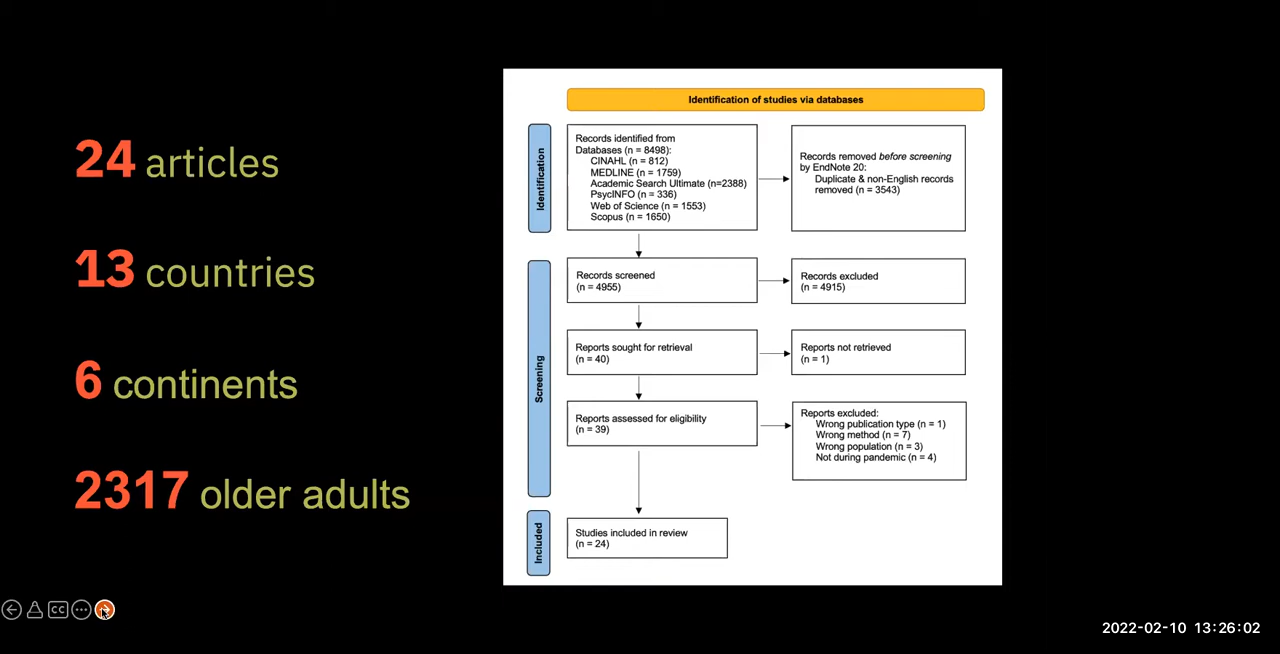 24 articles
13 countries
6 continents
2317 older adults
Identification of studies via databases
Identification
Records identified from
Databases (n = 8498):
CINAHL (n = 812)
MEDLINE (n = 1759)
Academic Search Ultimate (n=2388)
PsycINFO (n = 336)
Web of Science (n = 1553)
Scopus (n = 1650)
Records removed before screening
by EndNote 20:
Duplicate & non-English records
removed (n = 3543)
Screening
Records screened
(n = 4955)
Records excluded
(n = 4915)
Reports sought for retrieval
(n = 40)
Reports not retrieved
(n = 1)
Reports assessed for eligibility
(n = 39)
Reports excluded:
Wrong publication type (n = 1)
Wrong method (n = 7)
Wrong population (n = 3)
Not during pandemic (n = 4)
Included
Studies included in review
(n = 24)
CC
2022-02-10 13:26:02